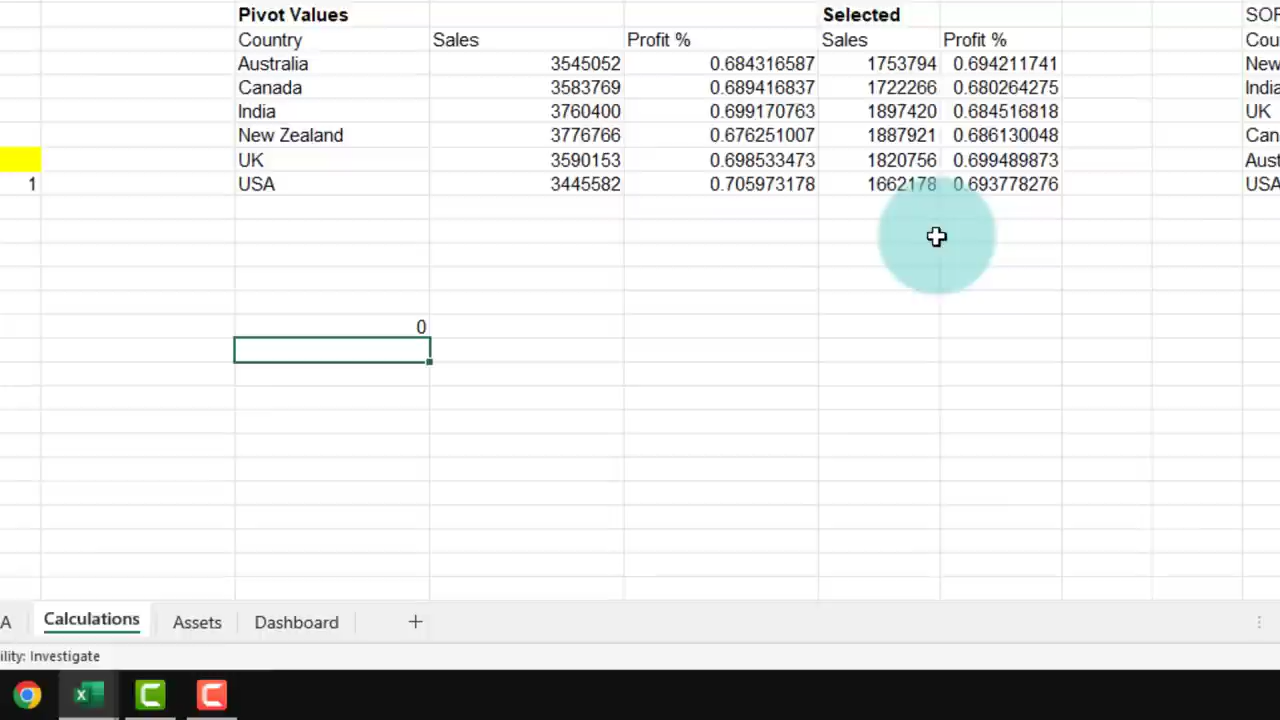 Pivot Values Selected SOR
Country Sales Profit % Sales Profit % Cou
Australia 3545052 0.684316587 1753794 0.694211741 New
Canada 3583769 0.689416837 1722266 0.680264275 India
India 3760400 0.699170763 1897420 0.684516818 UK
New Zealand 3776766 0.676251007 1887921 0.686130048 Can
UK 3590153 0.698533473 1820756 0.699489873 Aust
1 USA 3445582 0.705973178 1662178 0.693778276 USA
0
A Calculations Assets Dashboard +
ility: Investigate